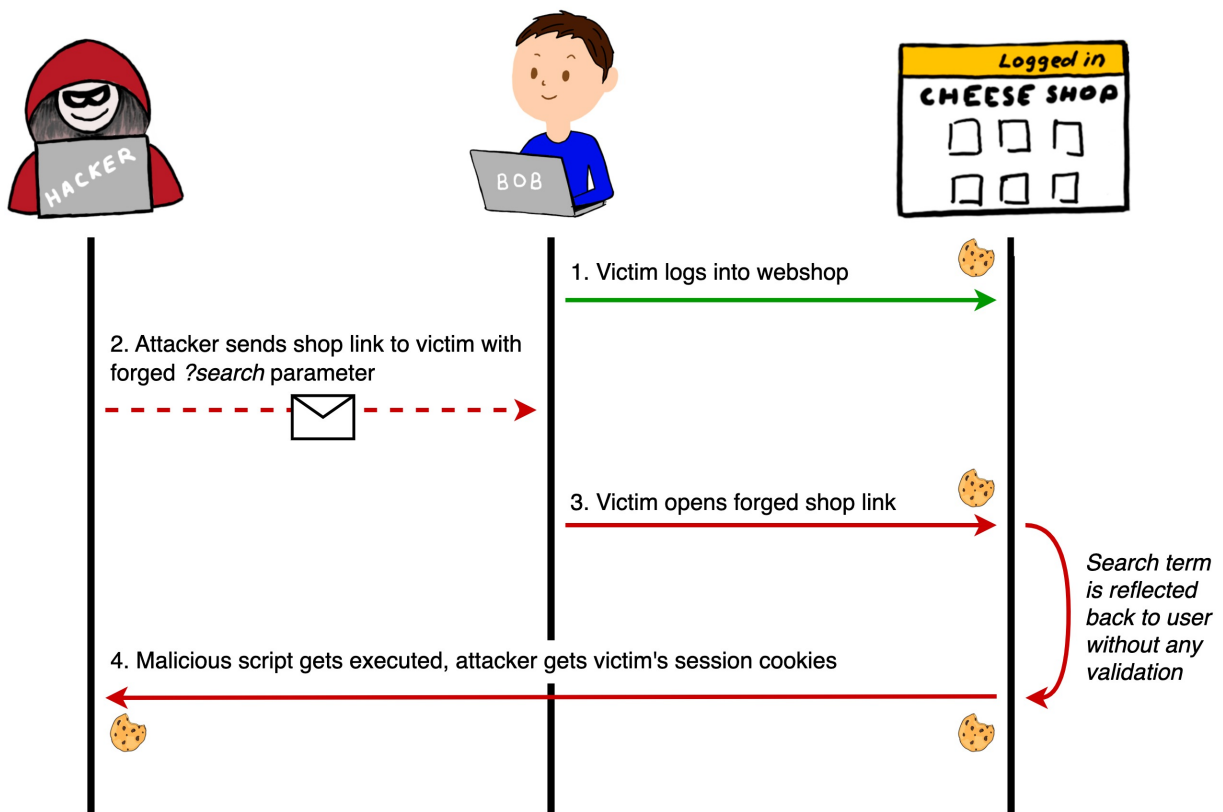 HACKER
BOB
Logged in
CHEESE SHOP
1. Victim logs into webshop
2. Attacker sends shop link to victim with
forged ?search parameter
3. Victim opens forged shop link
Search term
is reflected
back to user
without any
validation
4. Malicious script gets executed, attacker gets victim's session cookies